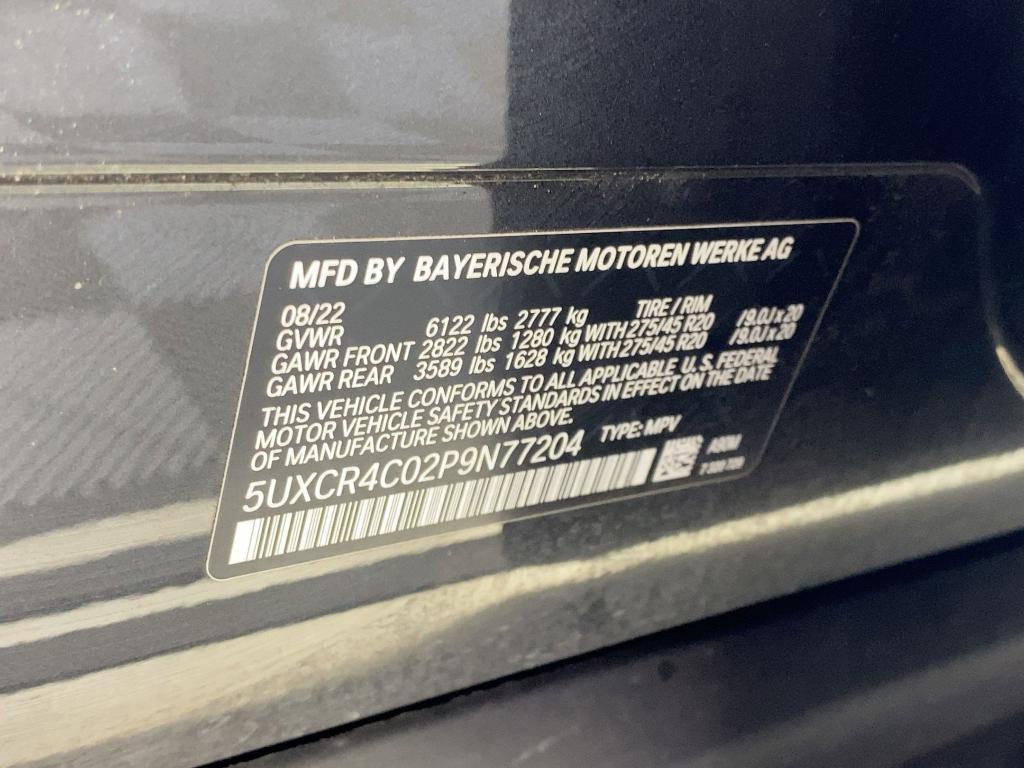 MFD BY BAYERISCHE MOTOREN WERKE AG
08/22 TIRE / RIM
GVWR 6122 lbs 2777 kg
GAWR FRONT 2822 lbs 1280 kg WITH 275/45 R20 /9.0J x 20
GAWR REAR 3589 lbs 1628 kg WITH 275/45 R20 /9.0J x 20
THIS VEHICLE CONFORMS TO ALL APPLICABLE U. S. FEDERAL
MOTOR VEHICLE SAFETY STANDARDS IN EFFECT ON THE DATE
OF MANUFACTURE SHOWN ABOVE.
5UXCR4C02P9N77204 TYPE: MPV